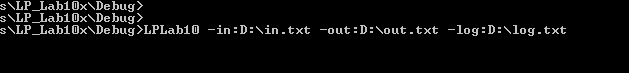 s\LP_Lab10x\Debug>
s\LP_Lab10x\Debug>
s\LP_Lab10x\Debug>LPLab10 -in:D:\in.txt -out:D:\out.txt -log:D:\log.txt